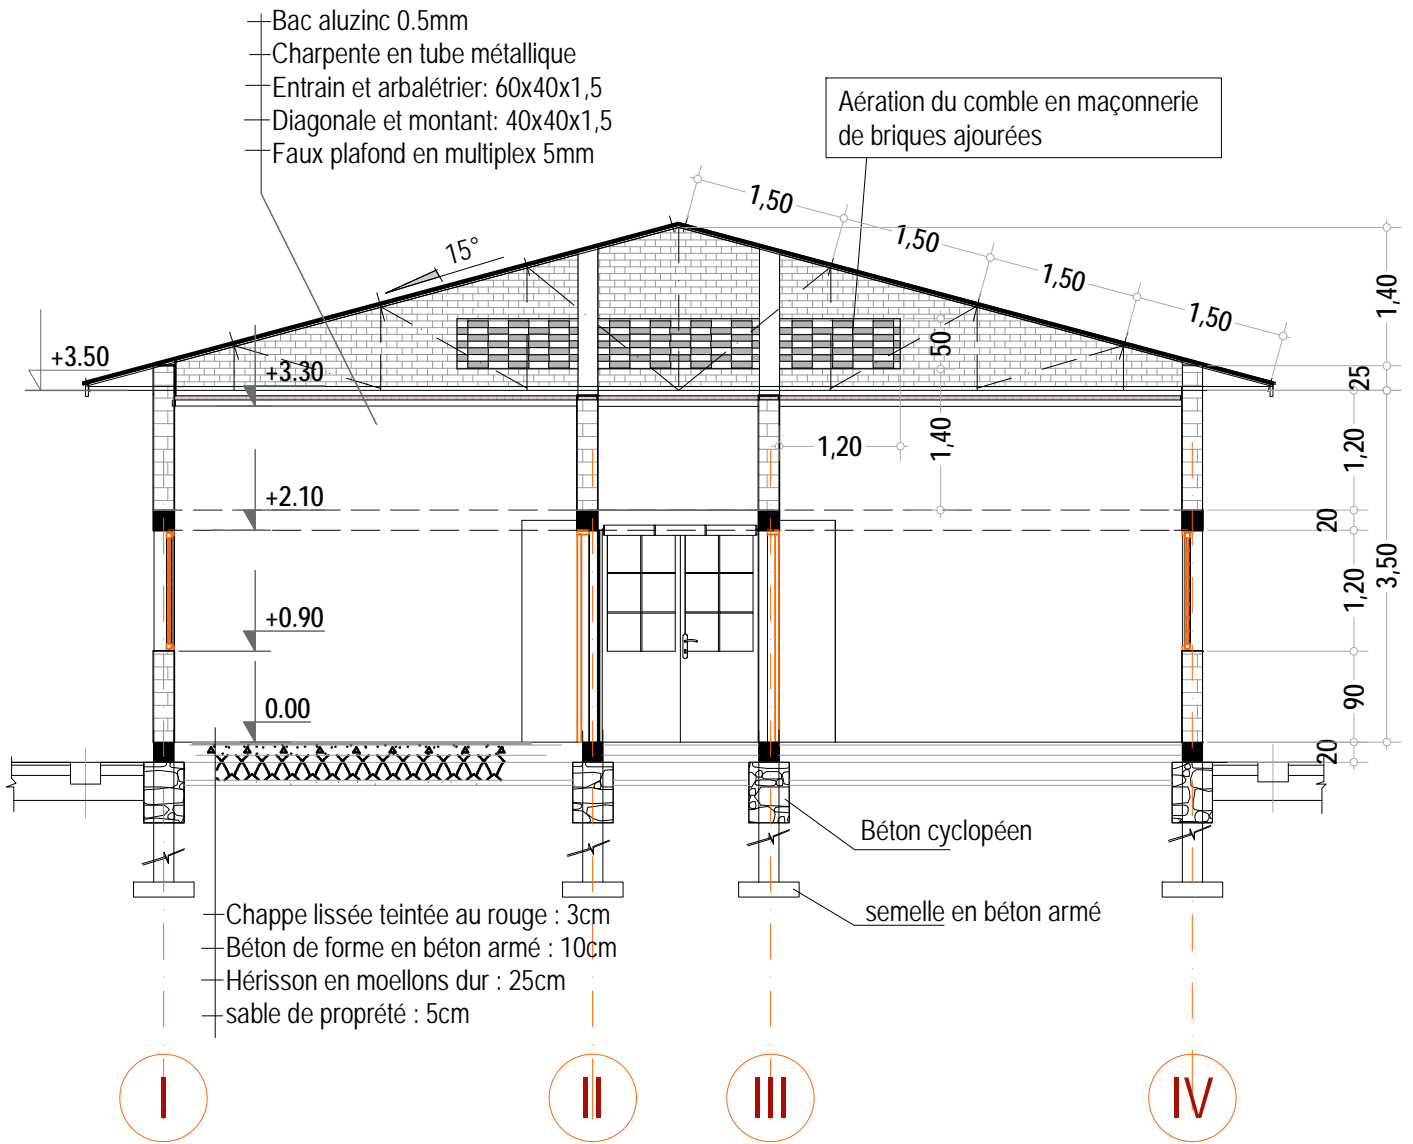 Bac aluzinc 0.5mm
Charpente en tube métallique
Entrain et arbalétrier: 60x40x1,5
Diagonale et montant: 40x40x1,5
Faux plafond en multiplex 5mm
Aération du comble en maçonnerie
de briques ajourées
1,50
1,50
1,50
1,50
15°
1,40
+3.50
+3.30
50
25
1,20
1,40
1,20
+2.10
20
3,50
1,20
+0.90
90
0.00
20
Béton cyclopéen
semelle en béton armé
Chappe lissée teintée au rouge : 3cm
Béton de forme en béton armé : 10cm
Hérisson en moellons dur : 25cm
sable de proprété : 5cm
I
II
III
IV